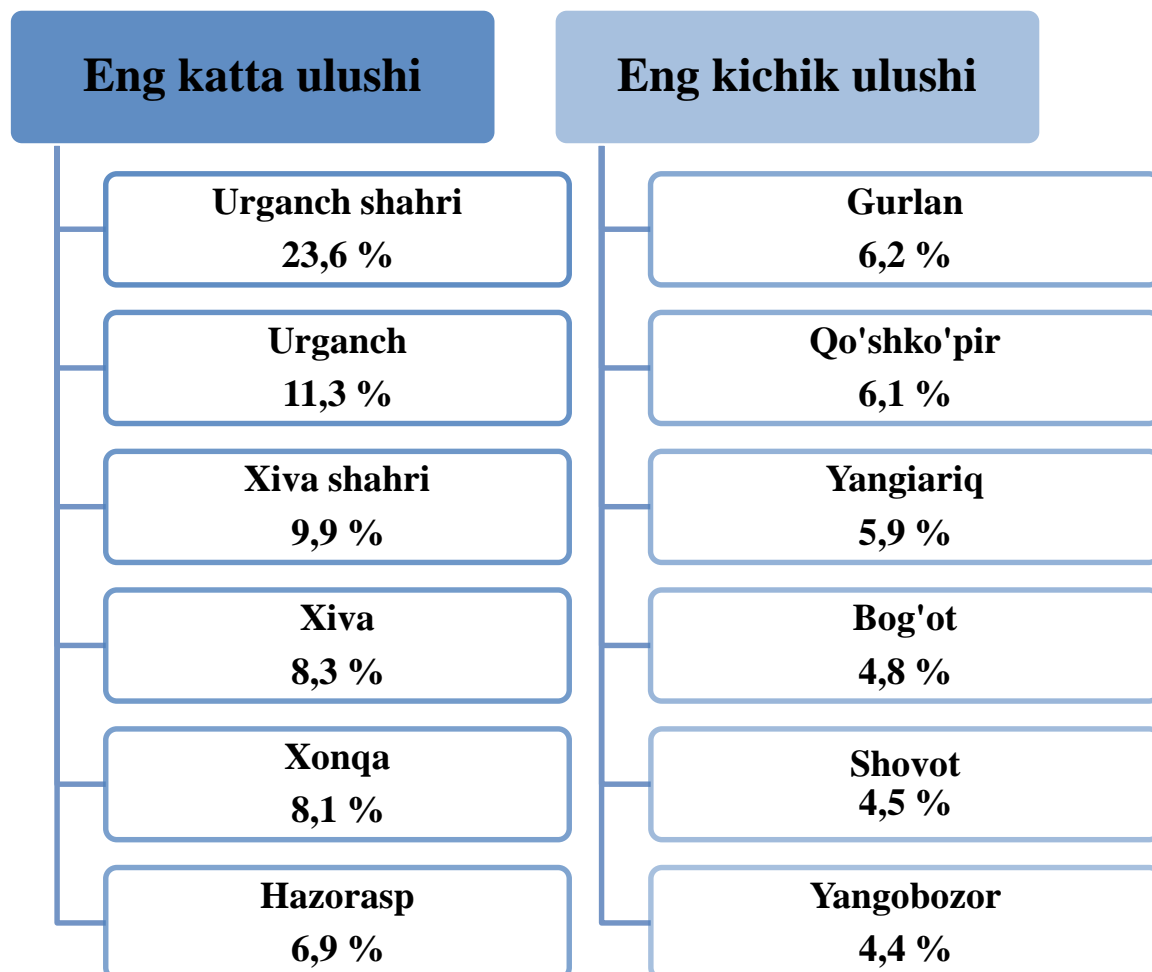 Eng katta ulushi
Urganch shahri
23,6 %
Urganch
11,3 %
Xiva shahri
9,9 %
Xiva
8,3 %
Xonqa
8,1 %
Hazorasp
6,9 %
Eng kichik ulushi
Gurlan
6,2 %
Qo'shko'pir
6,1 %
Yangiariq
5,9 %
Bog'ot
4,8 %
Shovot
4,5 %
Yangobozor
4,4 %